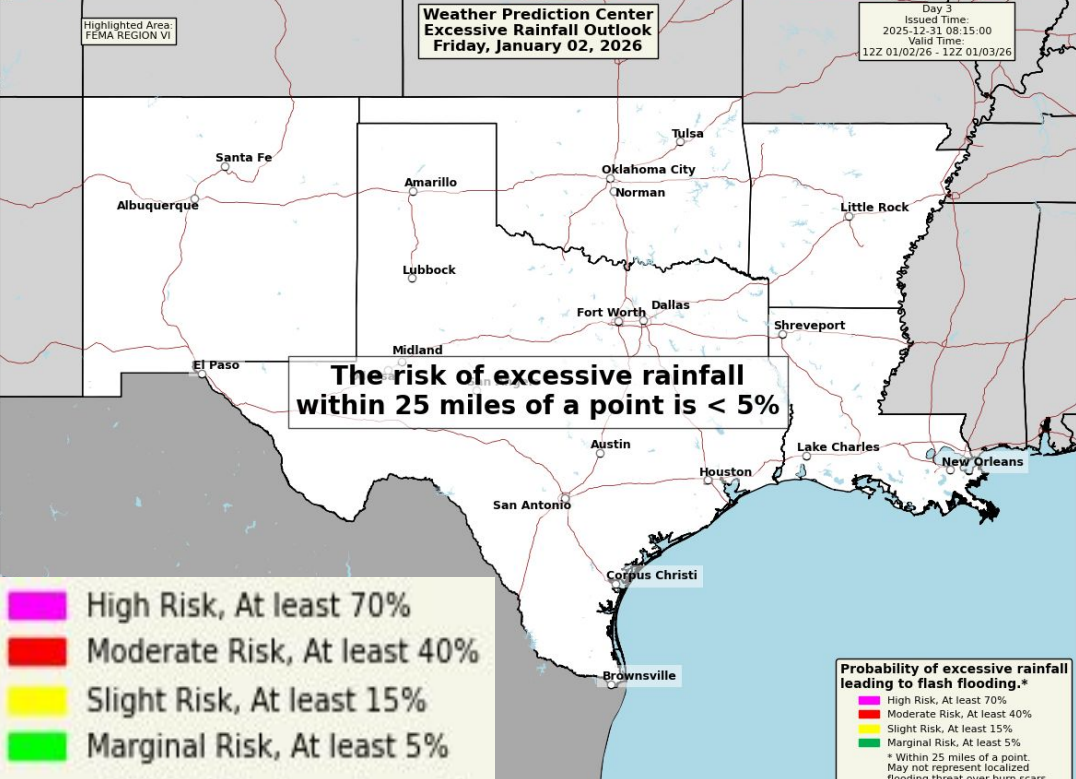 Highlighted Area:
FEMA REGION VI
Weather Prediction Center
Excessive Rainfall Outlook
Friday, January 02, 2026
Day 3
Issued Time:
2025-12-31 08:15:00
Valid Time:
12Z 01/02/26 - 12Z 01/03/26
Tulsa
Santa Fe
Oklahoma City
Amarillo
Norman
Albuquerque
Little Rock
Lubbock
Dallas
Fort Worth
Shreveport
Midland
El Paso
The risk of excessive rainfall
within 25 miles of a point is < 5%
Austin
Lake Charles
New Orleans
Houston
San Antonio
Corpus Christi
Brownsville
High Risk, At least 70%
Moderate Risk, At least 40%
Slight Risk, At least 15%
Marginal Risk, At least 5%
Probability of excessive rainfall
leading to flash flooding.*
High Risk, At least 70%
Moderate Risk, At least 40%
Slight Risk, At least 15%
Marginal Risk, At least 5%
* Within 25 miles of a point.
May not represent localized
flooding threat over burn scars